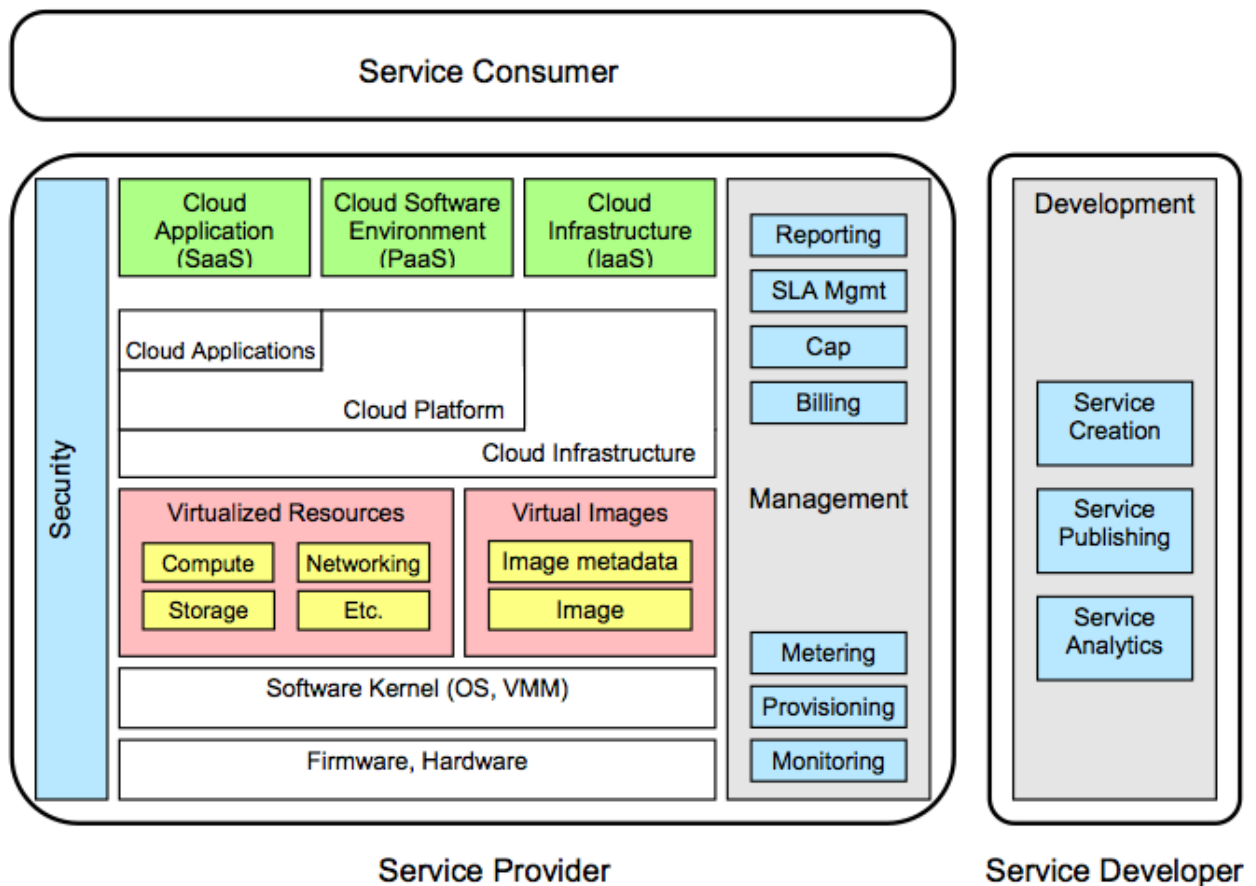 Service Consumer
Security
Cloud
Application
(SaaS)
Cloud Software
Environment
(PaaS)
Cloud
Infrastructure
(IaaS)
Cloud Applications
Cloud Platform
Cloud Infrastructure
Virtualized Resources
Compute
Networking
Storage
Etc.
Virtual Images
Image metadata
Image
Software Kernel (OS, VMM)
Firmware, Hardware
Reporting
SLA Mgmt
Cap
Billing
Management
Metering
Provisioning
Monitoring
Service Provider
Development
Service
Creation
Service
Publishing
Service
Analytics
Service Developer